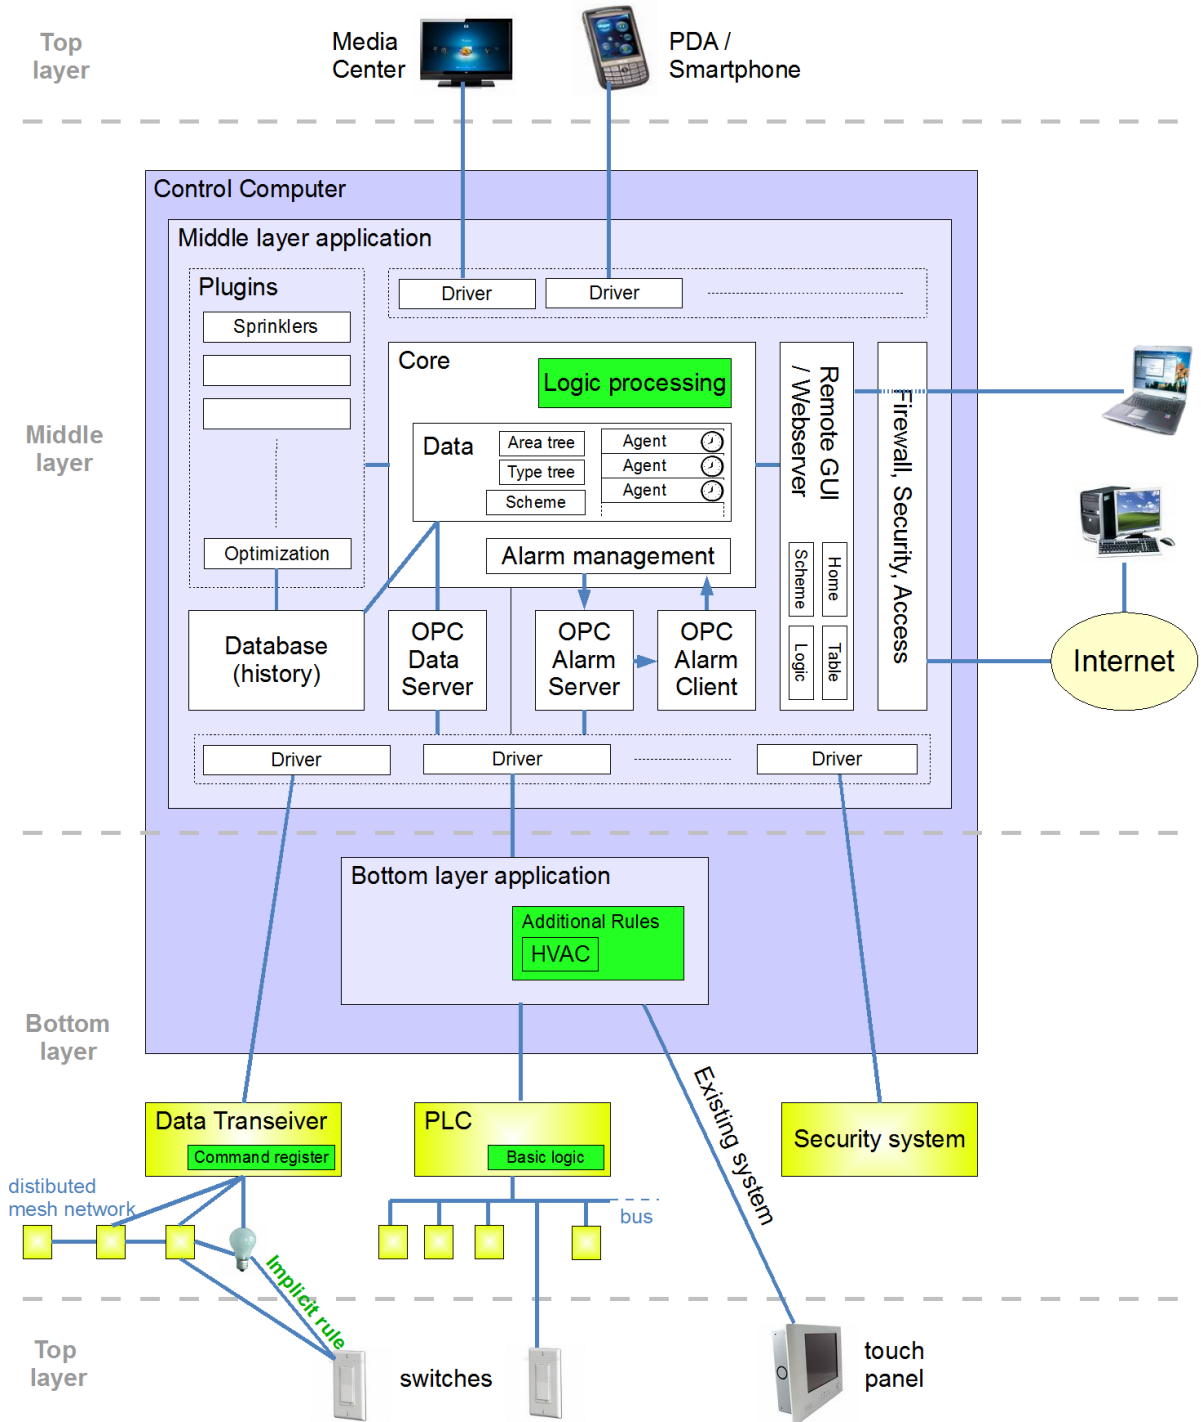 Top
layer
Media
Center
PDA /
Smartphone
Control Computer
Middle layer application
Plugins
Sprinklers
Optimization
Driver
Driver
Core
Logic processing
Data
Area tree
Type tree
Scheme
Agent
Agent
Agent
Alarm management
Remote GUI
/ Webserver
Scheme
Home
Logic
Table
Firewall, Security, Access
Middle
layer
Database
(history)
OPC
Data
Server
OPC
Alarm
Server
OPC
Alarm
Client
Internet
Driver
Driver
Driver
Bottom layer application
Additional Rules
HVAC
Bottom
layer
Existing system
Data Transeiver
Command register
PLC
Basic logic
Security system
distibuted
mesh network
bus
Implicit rule
Top
layer
switches
touch
panel